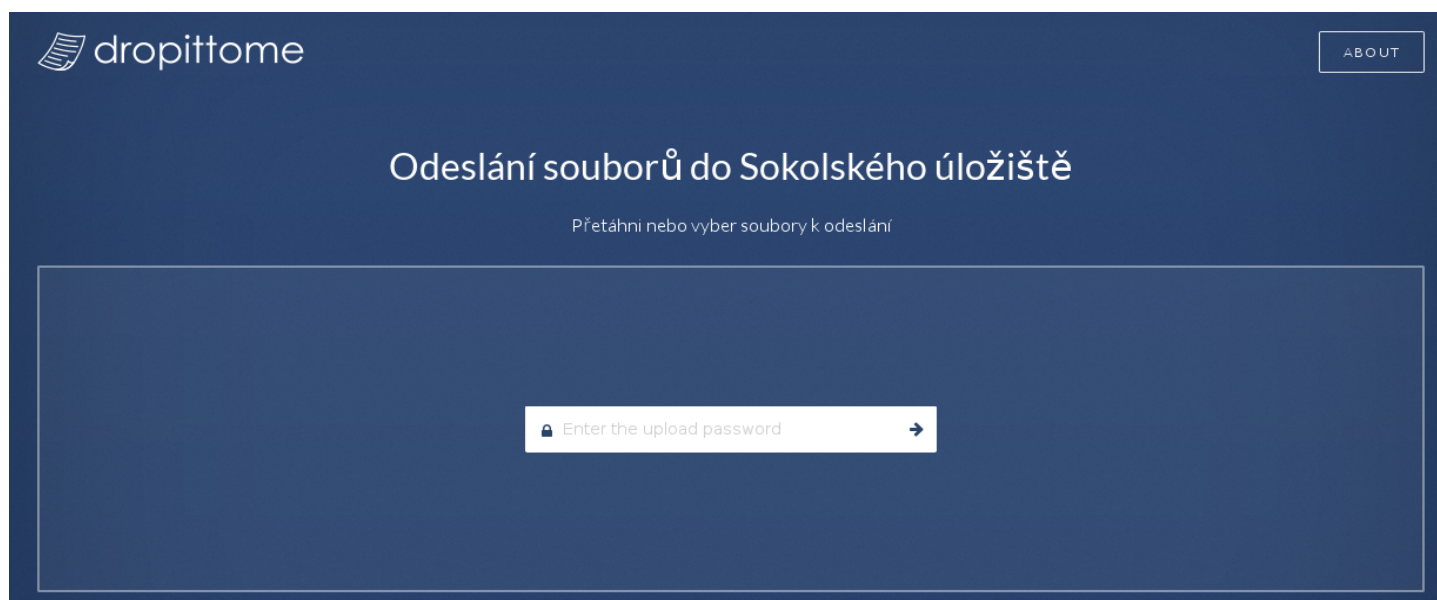 dropittome
ABOUT
Odeslání souborů do Sokolského úložiště
Přetáhni nebo vyber soubory k odeslání
Enter the upload password